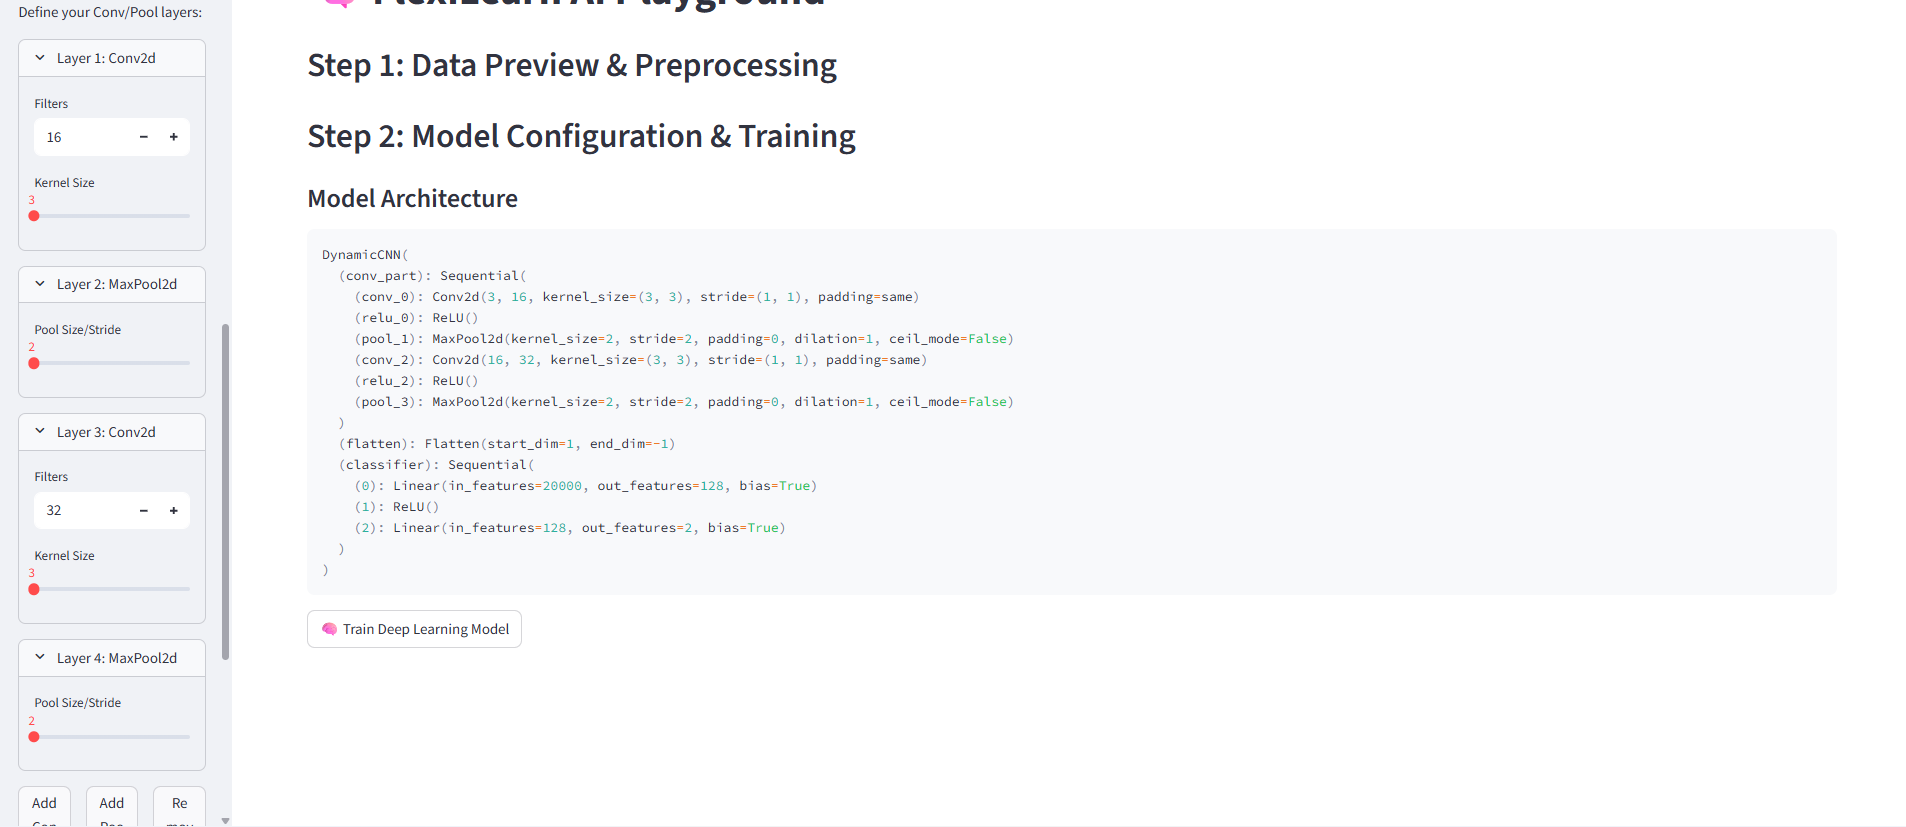 Define your Conv/Pool layers:
Layer 1: Conv2d
Filters
16
Kernel Size
3
Layer 2: MaxPool2d
Pool Size/Stride
2
Layer 3: Conv2d
Filters
32
Kernel Size
3
Layer 4: MaxPool2d
Pool Size/Stride
2
Add
Add
Re
Step 1: Data Preview & Preprocessing
Step 2: Model Configuration & Training
Model Architecture
DynamicCNN(
(conv_part): Sequential(
(conv_0): Conv2d(3, 16, kernel_size=(3, 3), stride=(1, 1), padding=same)
(relu_0): ReLU()
(pool_1): MaxPool2d(kernel_size=2, stride=2, padding=0, dilation=1, ceil_mode=False)
(conv_2): Conv2d(16, 32, kernel_size=(3, 3), stride=(1, 1), padding=same)
(relu_2): ReLU()
(pool_3): MaxPool2d(kernel_size=2, stride=2, padding=0, dilation=1, ceil_mode=False)
)
(flatten): Flatten(start_dim=1, end_dim=-1)
(classifier): Sequential(
(0): Linear(in_features=20000, out_features=128, bias=True)
(1): ReLU()
(2): Linear(in_features=128, out_features=2, bias=True)
)
)
Train Deep Learning Model